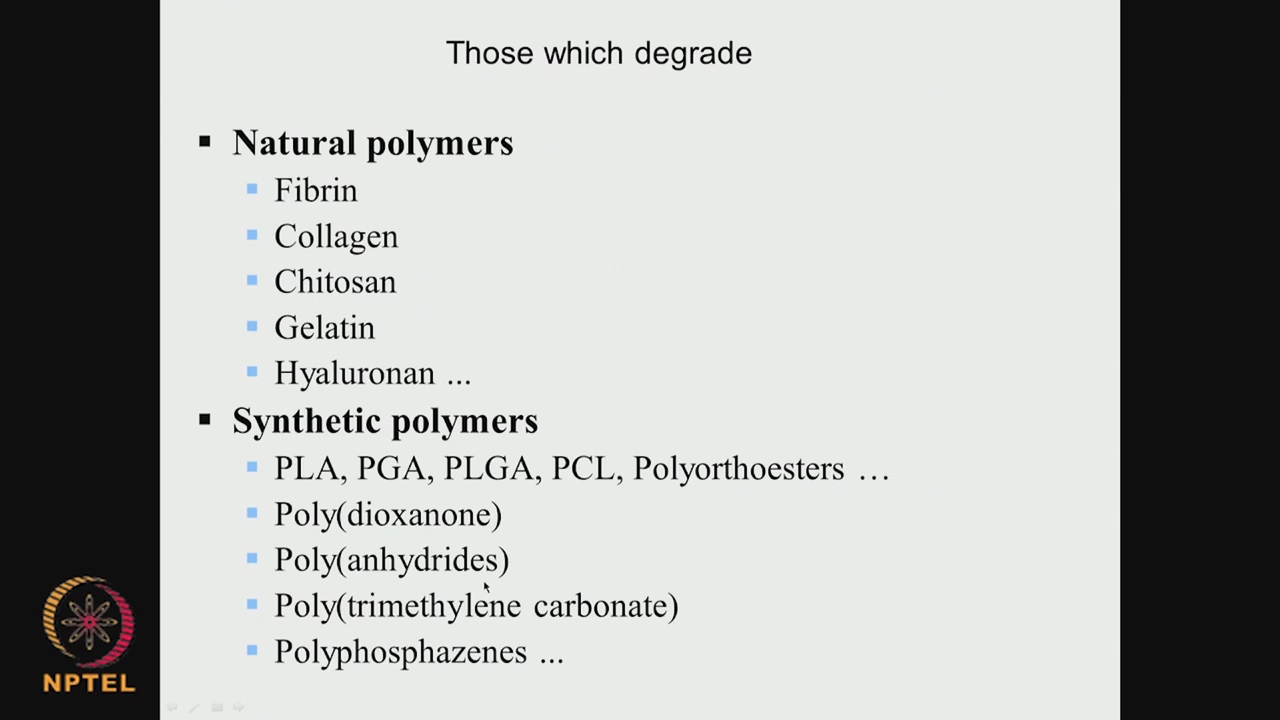 Those which degrade
▪ Natural polymers
▪ Fibrin
▪ Collagen
▪ Chitosan
▪ Gelatin
▪ Hyaluronan ...
▪ Synthetic polymers
▪ PLA, PGA, PLGA, PCL, Polyorthoesters …
▪ Poly(dioxanone)
▪ Poly(anhydrides)
▪ Poly(trimethylene carbonate)
▪ Polyphosphazenes ...
NPTEL